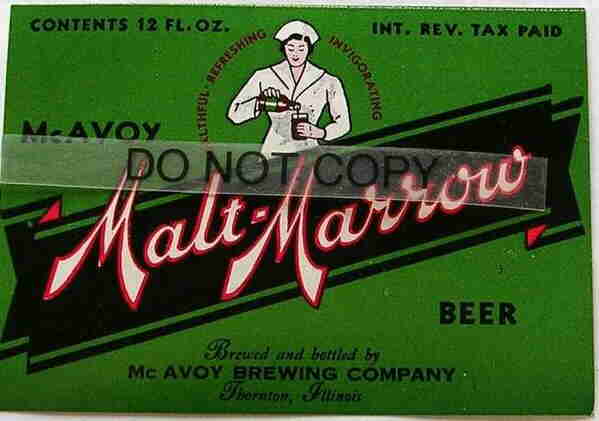 CONTENTS 12 FL. OZ.
INT. REV. TAX PAID
HEALTHFUL · REFRESHING INVIGORATING
McAVOY
DO NOT COPY
Malt-Marrow
BEER
Brewed and bottled by
Mc AVOY BREWING COMPANY
Thornton, Illinois